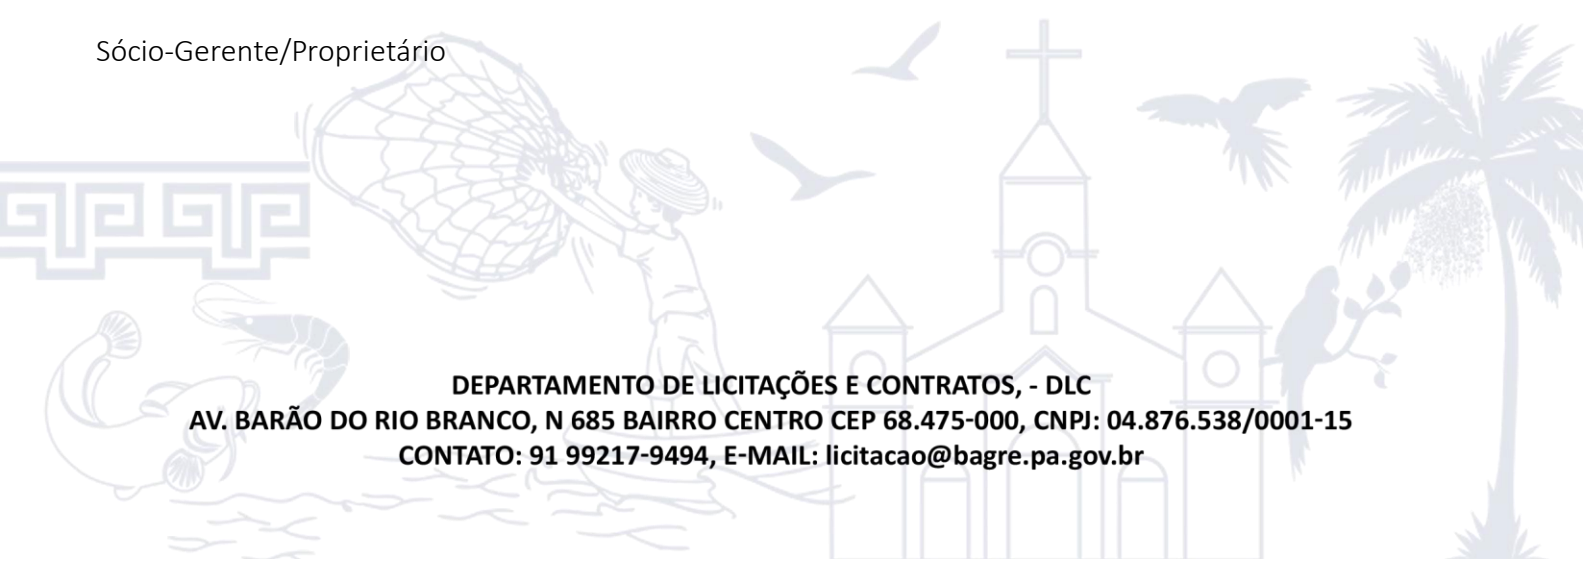 Sócio-Gerente/Proprietário
DEPARTAMENTO DE LICITAÇÕES E CONTRATOS, - DLC
AV. BARÃO DO RIO BRANCO, N 685 BAIRRO CENTRO CEP 68.475-000, CNPJ: 04.876.538/0001-15
CONTATO: 91 99217-9494, E-MAIL: licitacao@bagre.pa.gov.br